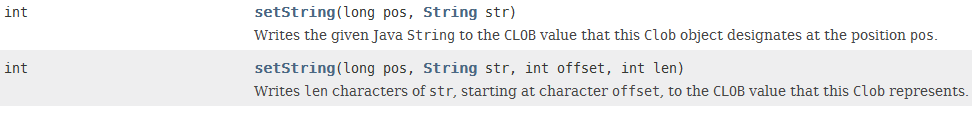 int setString(long pos, String str)
Writes the given Java String to the CLOB value that this Clob object designates at the position pos.
int setString(long pos, String str, int offset, int len)
Writes len characters of str, starting at character offset, to the CLOB value that this Clob represents.